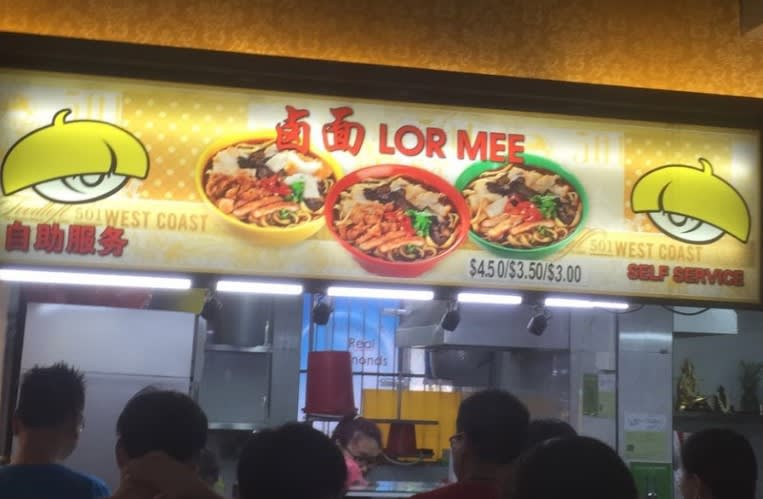 卤面 LOR MEE
501 WEST COAST
自助服务
501 WEST COAST
$4.50/$3.50/$3.00
SELF SERVICE
Real